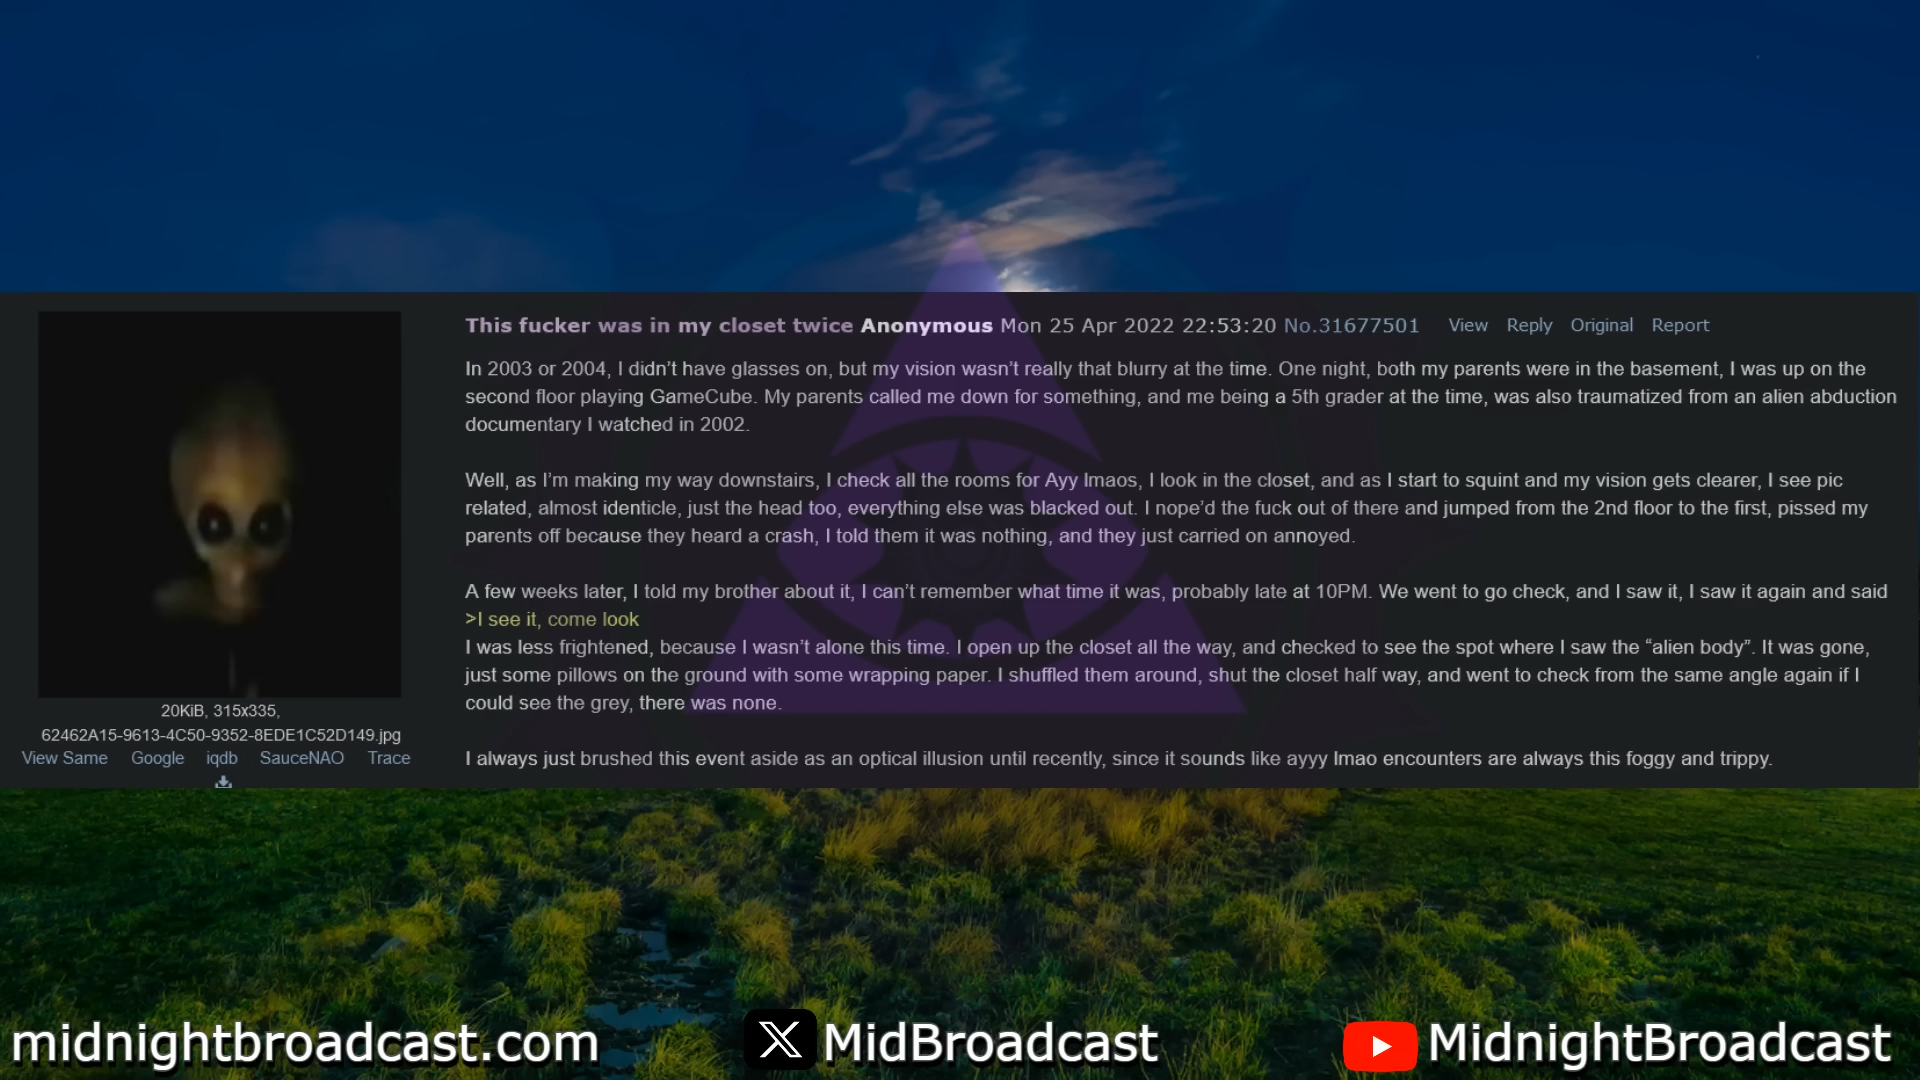 This fucker was in my closet twice Anonymous Mon 25 Apr 2022 22:53:20 No.31677501 View Reply Original Report
In 2003 or 2004, I didn’t have glasses on, but my vision wasn’t really that blurry at the time. One night, both my parents were in the basement, I was up on the
second floor playing GameCube. My parents called me down for something, and me being a 5th grader at the time, was also traumatized from an alien abduction
documentary I watched in 2002.
Well, as I’m making my way downstairs, I check all the rooms for Ayy lmaos, I look in the closet, and as I start to squint and my vision gets clearer, I see pic
related, almost identicle, just the head too, everything else was blacked out. I nope’d the fuck out of there and jumped from the 2nd floor to the first, pissed my
parents off because they heard a crash, I told them it was nothing, and they just carried on annoyed.
A few weeks later, I told my brother about it, I can’t remember what time it was, probably late at 10PM. We went to go check, and I saw it, I saw it again and said
>I see it, come look
I was less frightened, because I wasn’t alone this time. I open up the closet all the way, and checked to see the spot where I saw the “alien body”. It was gone,
just some pillows on the ground with some wrapping paper. I shuffled them around, shut the closet half way, and went to check from the same angle again if I
could see the grey, there was none.
I always just brushed this event aside as an optical illusion until recently, since it sounds like ayyy lmao encounters are always this foggy and trippy.
20KiB, 315x335,
62462A15-9613-4C50-9352-8EDE1C52D149.jpg
View Same Google iqdb SauceNAO Trace
midnightbroadcast.com
MidBroadcast
MidnightBroadcast